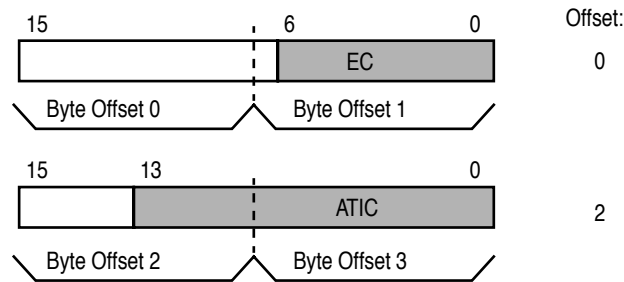 15 6 0 Offset:
EC 0
Byte Offset 0 Byte Offset 1
15 13 0
ATIC 2
Byte Offset 2 Byte Offset 3